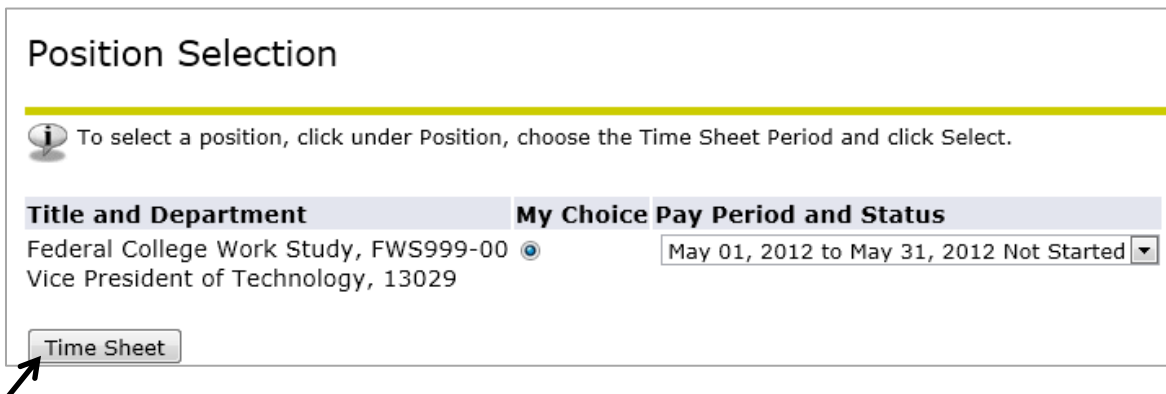 Position Selection
To select a position, click under Position, choose the Time Sheet Period and click Select.
Title and Department My Choice Pay Period and Status
Federal College Work Study, FWS999-00 May 01, 2012 to May 31, 2012 Not Started
Vice President of Technology, 13029
Time Sheet